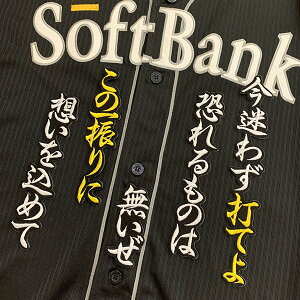 SoftBank
今迷わず打てよ
恐れるものは
無いぜ
この一振りに
想いを込めて